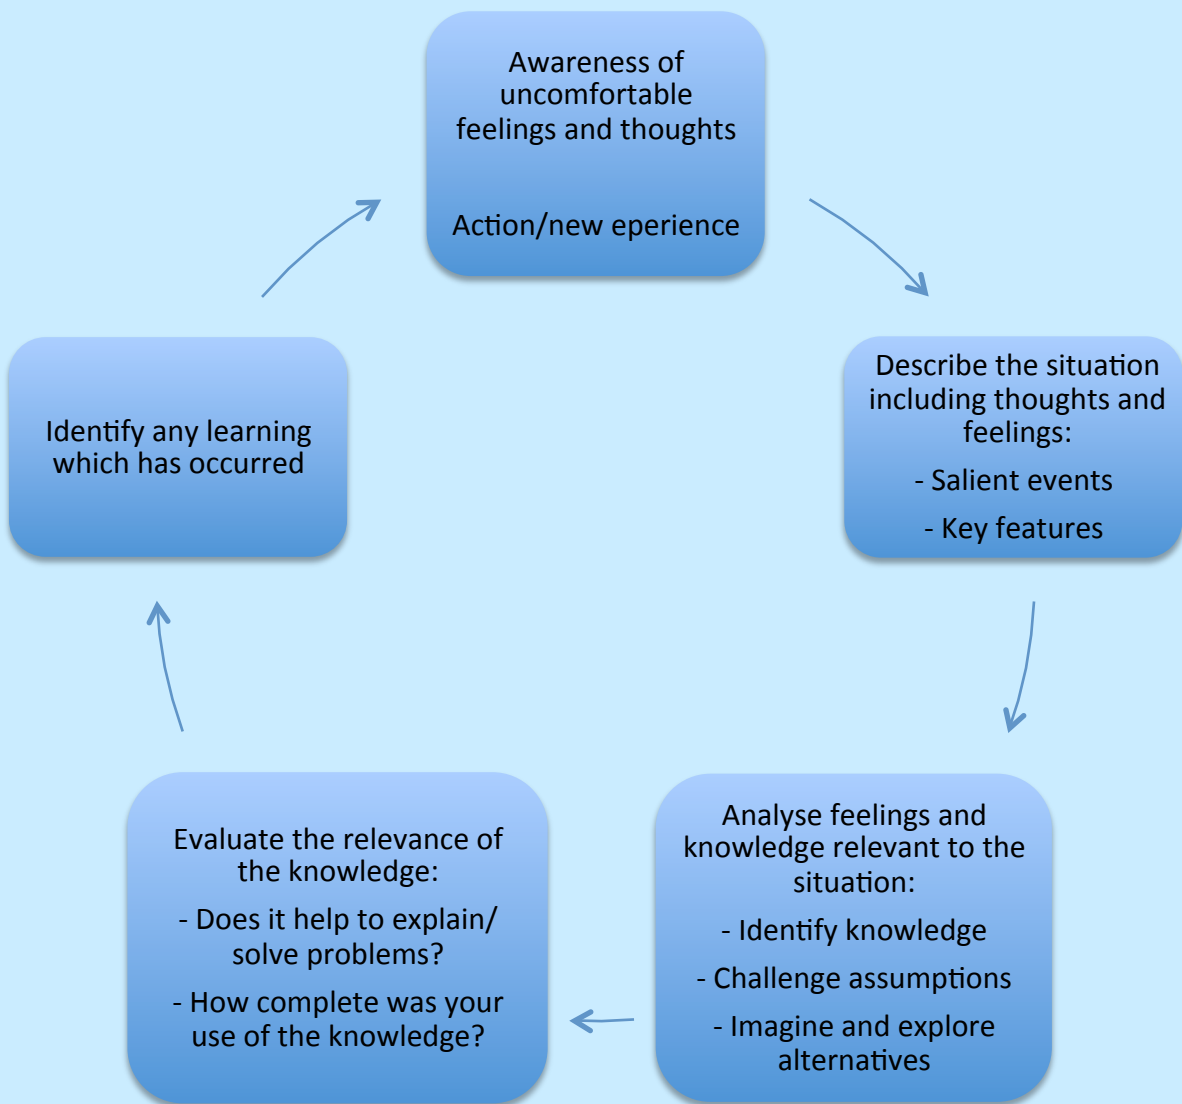 Awareness of
uncomfortable
feelings and thoughts
Action/new eperience
Describe the situation
including thoughts and
feelings:
- Salient events
- Key features
Analyse feelings and
knowledge relevant to the
situation:
- Identify knowledge
- Challenge assumptions
- Imagine and explore
alternatives
Evaluate the relevance of
the knowledge:
- Does it help to explain/
solve problems?
- How complete was your
use of the knowledge?
Identify any learning
which has occurred